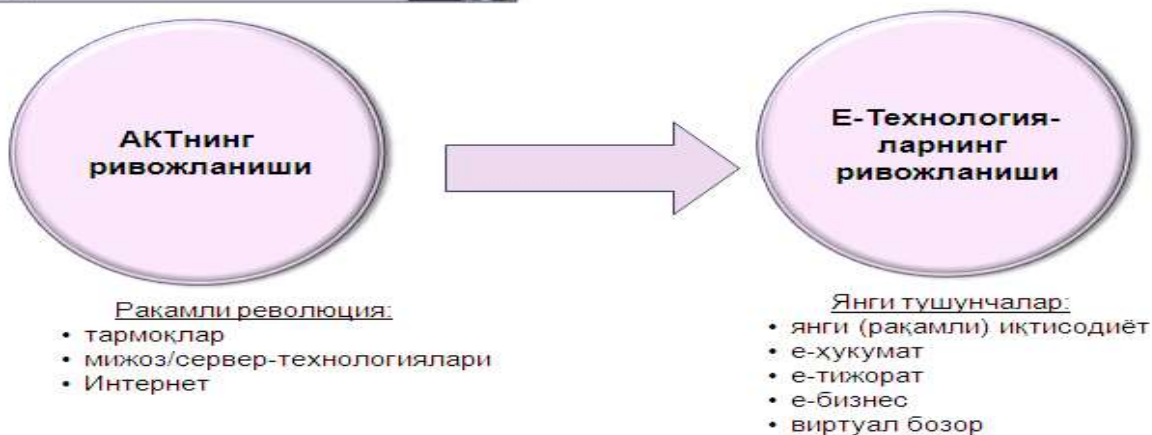 АКТнинг
ривожланиши
Е-Технология-
ларнинг
ривожланиши
Ракамли революция:
• тармоқлар
• мижоз/сервер-технологиялари
• Интернет
Янги тушунчалар:
• янги (рақамли) иқтисодиёт
• е-ҳукумат
• е-тижорат
• е-бизнес
• виртуал бозор